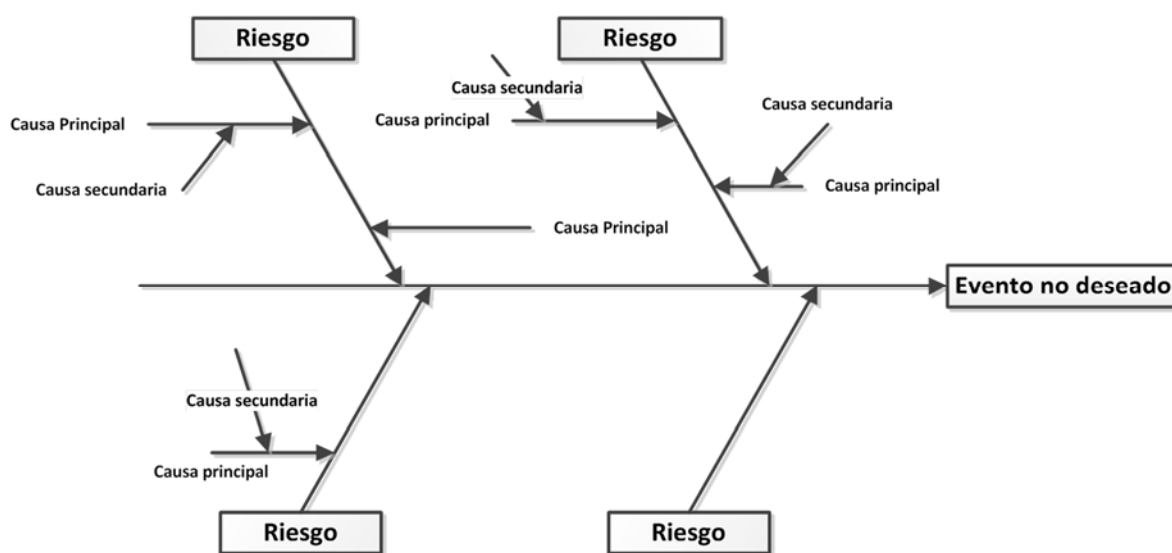 Riesgo
Riesgo
Causa secundaria
Causa secundaria
Causa Principal
Causa principal
Causa secundaria
Causa principal
Causa Principal
Evento no deseado
Causa secundaria
Causa principal
Riesgo
Riesgo